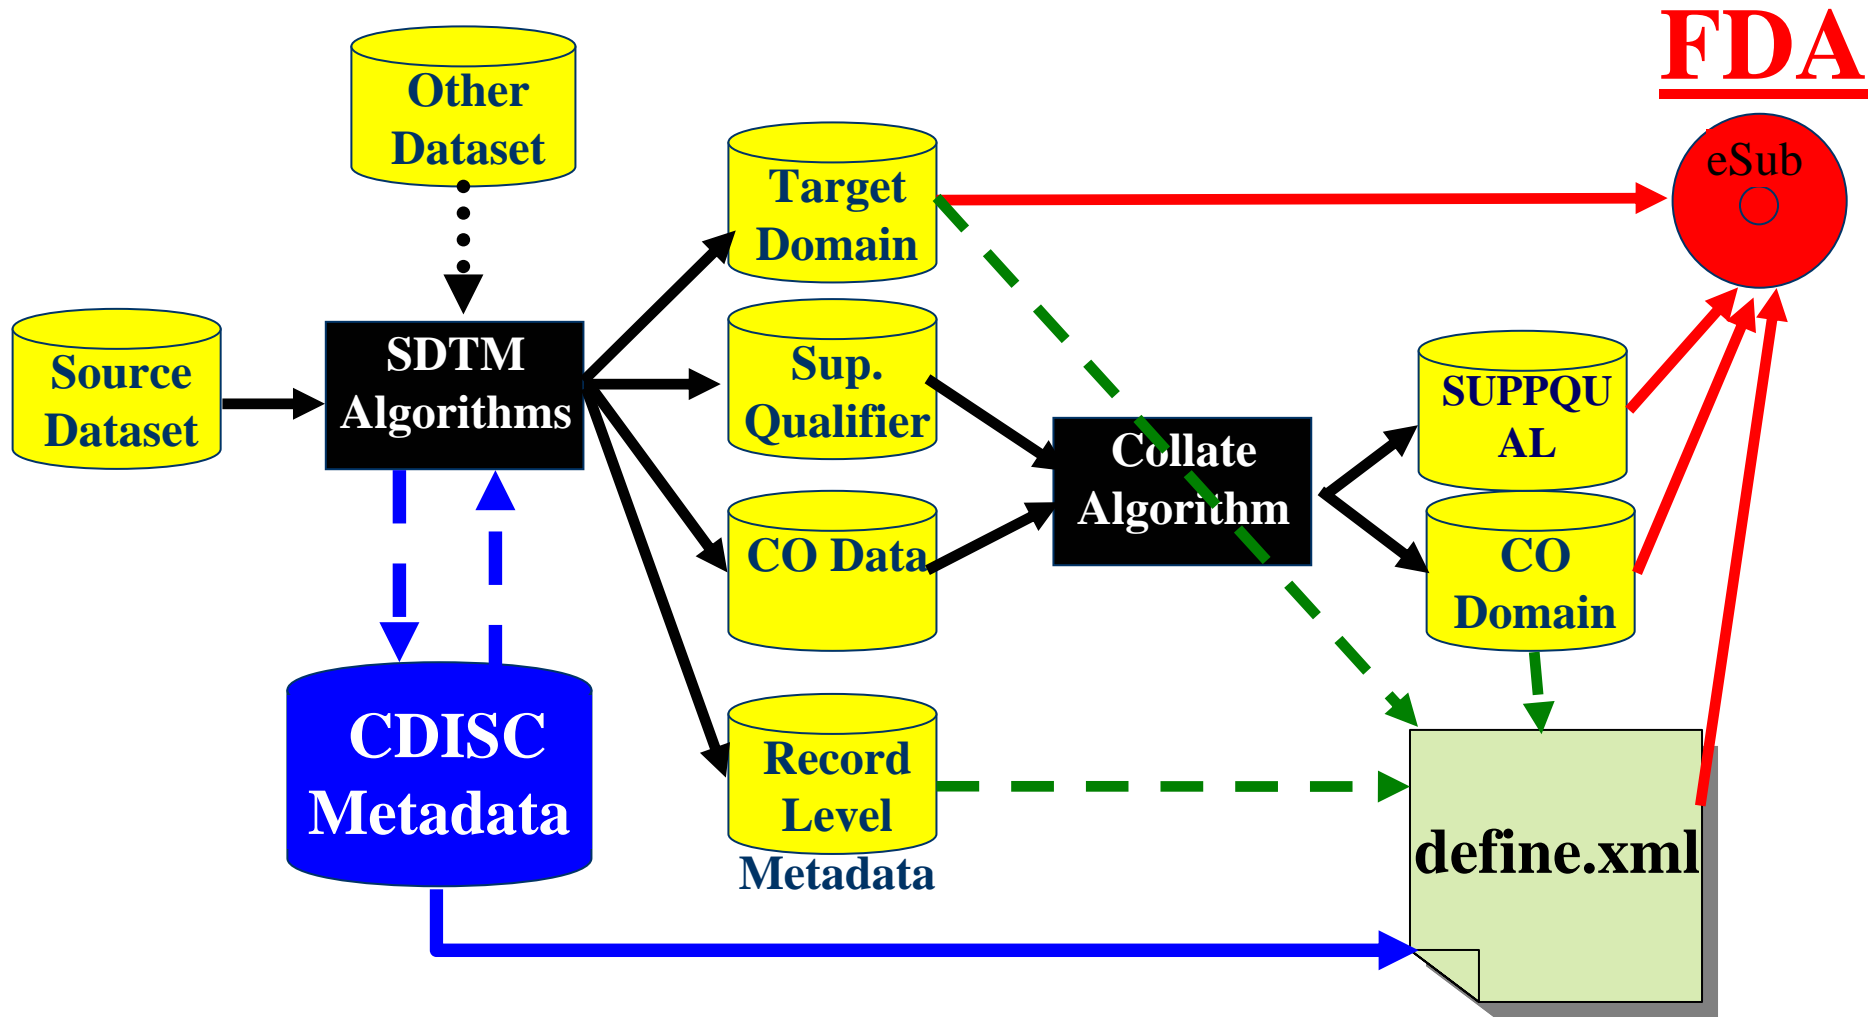 FDA
Other
Dataset
eSub
Target
Domain
Source
Dataset
SDTM
Algorithms
Sup.
Qualifier
SUPPQU
AL
Collate
Algorithm
CO Data
CO
Domain
CDISC
Metadata
Record
Level
Metadata
define.xml